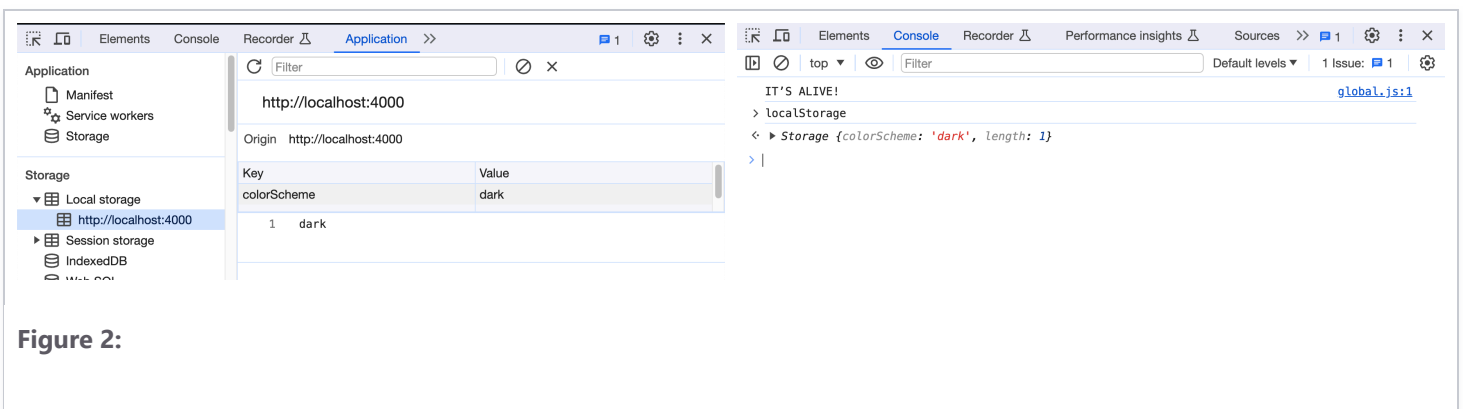 Elements Console Recorder Application 1
Application
Manifest
Service workers
Storage
Storage
Local storage
http://localhost:4000
Session storage
IndexedDB
Web SQL
Filter
http://localhost:4000
Origin http://localhost:4000
Key Value
colorScheme dark
1 dark
Elements Console Recorder Performance insights Sources 1
top Filter Default levels 1 Issue: 1
IT’S ALIVE! global.js:1
> localStorage
Storage {colorScheme: 'dark', length: 1}
>
Figure 2: